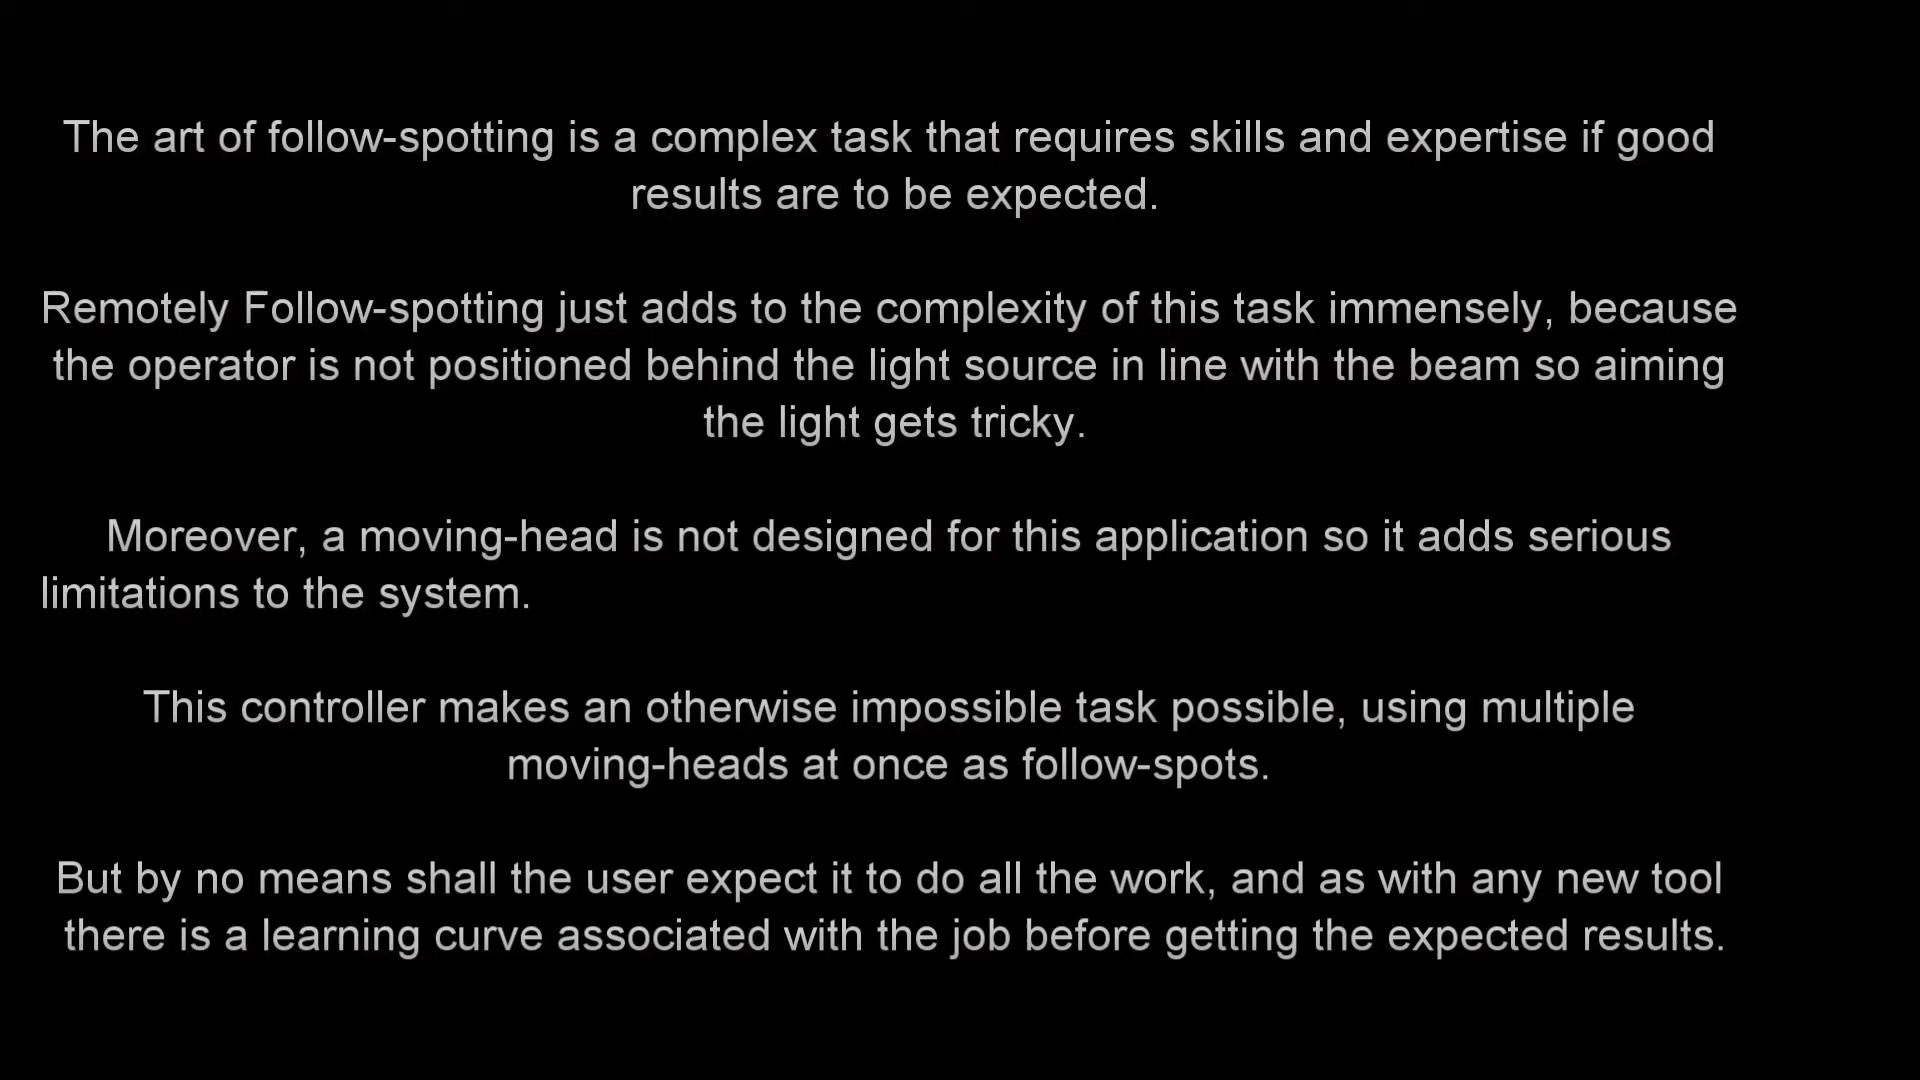 The art of follow-spotting is a complex task that requires skills and expertise if good
results are to be expected.
Remotely Follow-spotting just adds to the complexity of this task immensely, because
the operator is not positioned behind the light source in line with the beam so aiming
the light gets tricky.
Moreover, a moving-head is not designed for this application so it adds serious
limitations to the system.
This controller makes an otherwise impossible task possible, using multiple
moving-heads at once as follow-spots.
But by no means shall the user expect it to do all the work, and as with any new tool
there is a learning curve associated with the job before getting the expected results.